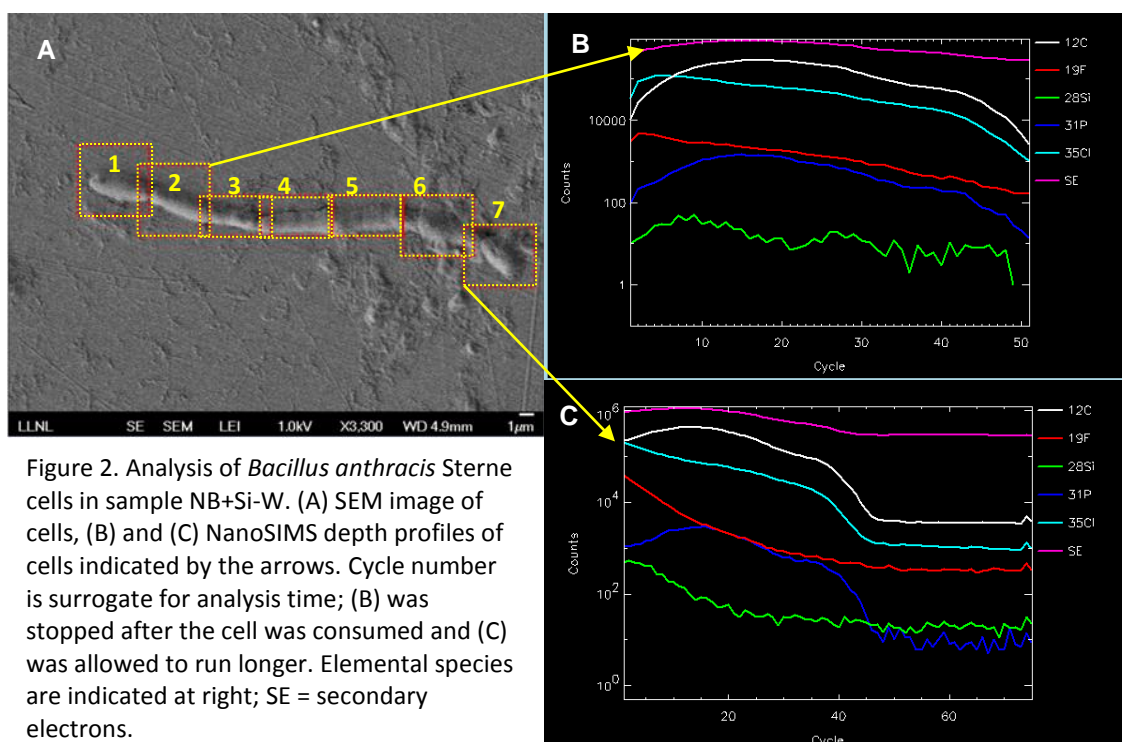 A
1
2
3
4
5
6
7
LLNL SE SEM LEI 1.0kV X3,300 WD 4.9mm 1µm
Figure 2. Analysis of Bacillus anthracis Sterne
cells in sample NB+Si-W. (A) SEM image of
cells, (B) and (C) NanoSIMS depth profiles of
cells indicated by the arrows. Cycle number
is surrogate for analysis time; (B) was
stopped after the cell was consumed and (C)
was allowed to run longer. Elemental species
are indicated at right; SE = secondary
electrons.
B
12C
19F
28Si
31P
35Cl
SE
10000
100
1
Counts
10 20 30 40 50
Cycle
C
12C
19F
28Si
31P
35Cl
SE
10^6
10^4
10^2
10^0
Counts
20 40 60
Cycle